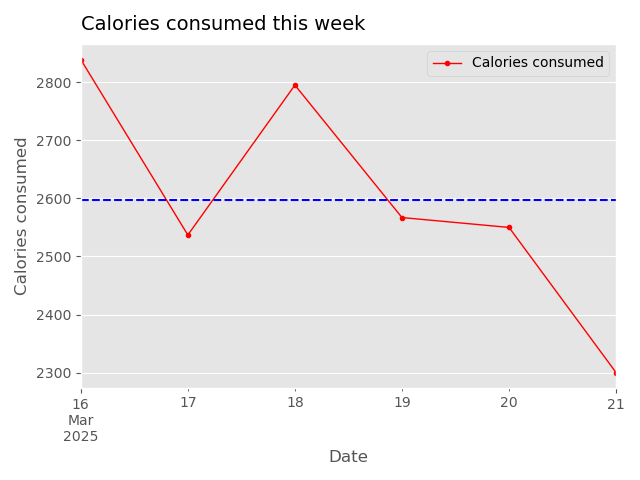 Calories consumed this week
Calories consumed
2800
2700
2600
2500
2400
2300
Calories consumed
16
Mar
2025
17
18
19
20
21
Date